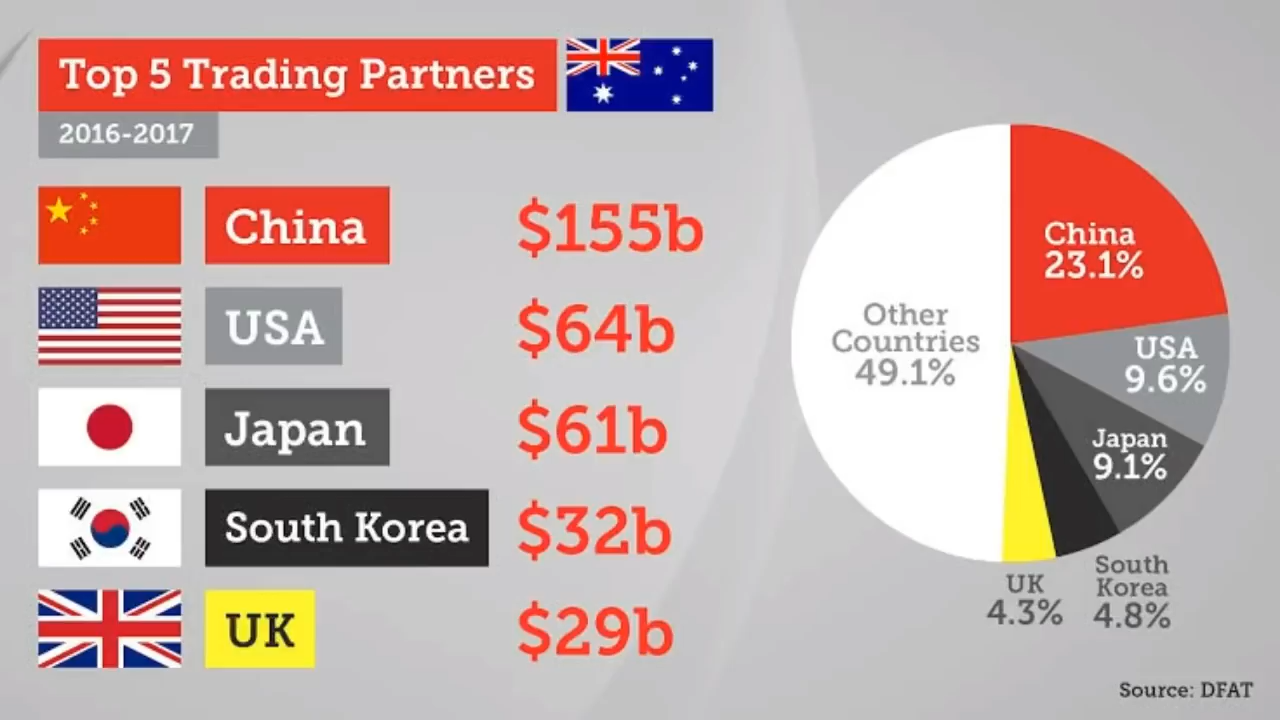 Top 5 Trading Partners
2016-2017
China
$155b
USA
$64b
Japan
$61b
South Korea
$32b
UK
$29b
China
23.1%
USA
9.6%
Japan
9.1%
South
Korea
4.8%
UK
4.3%
Other
Countries
49.1%
Source: DFAT